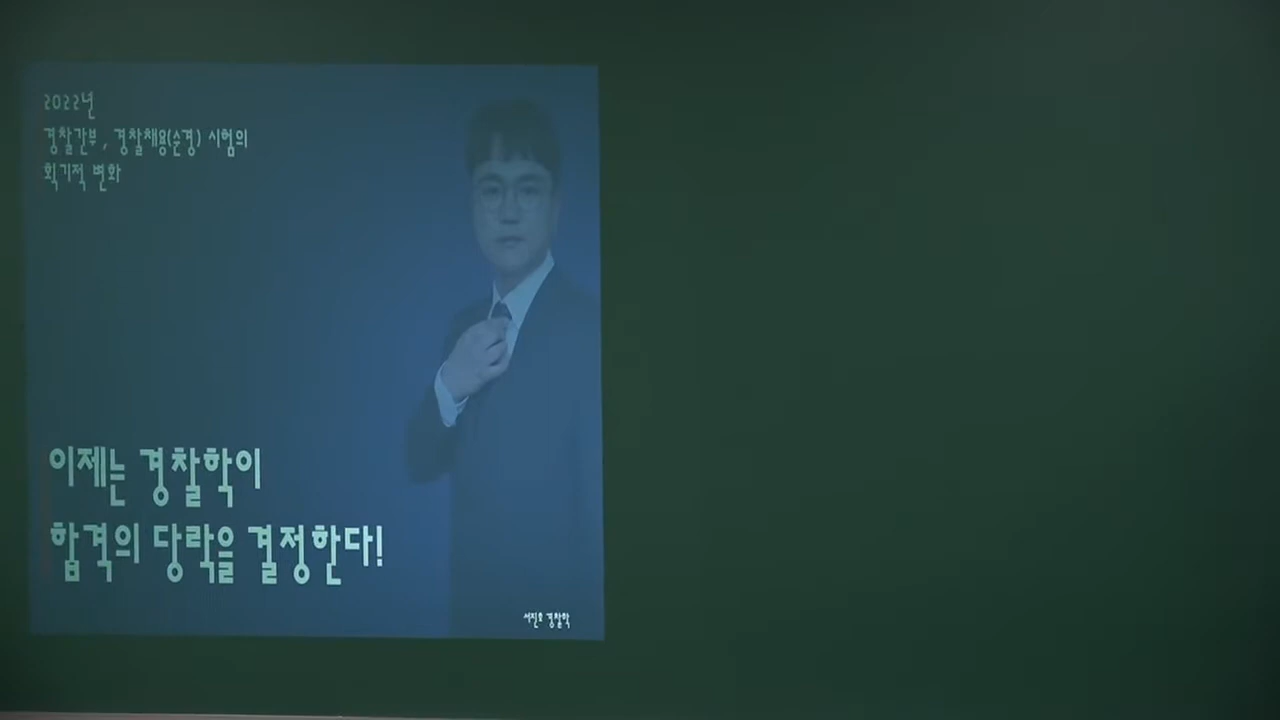 2022년
경찰간부, 경찰채용(순경) 시험의
획기적 변화
이제는 경찰학이
합격의 당락을 결정한다!
서진호 경찰학